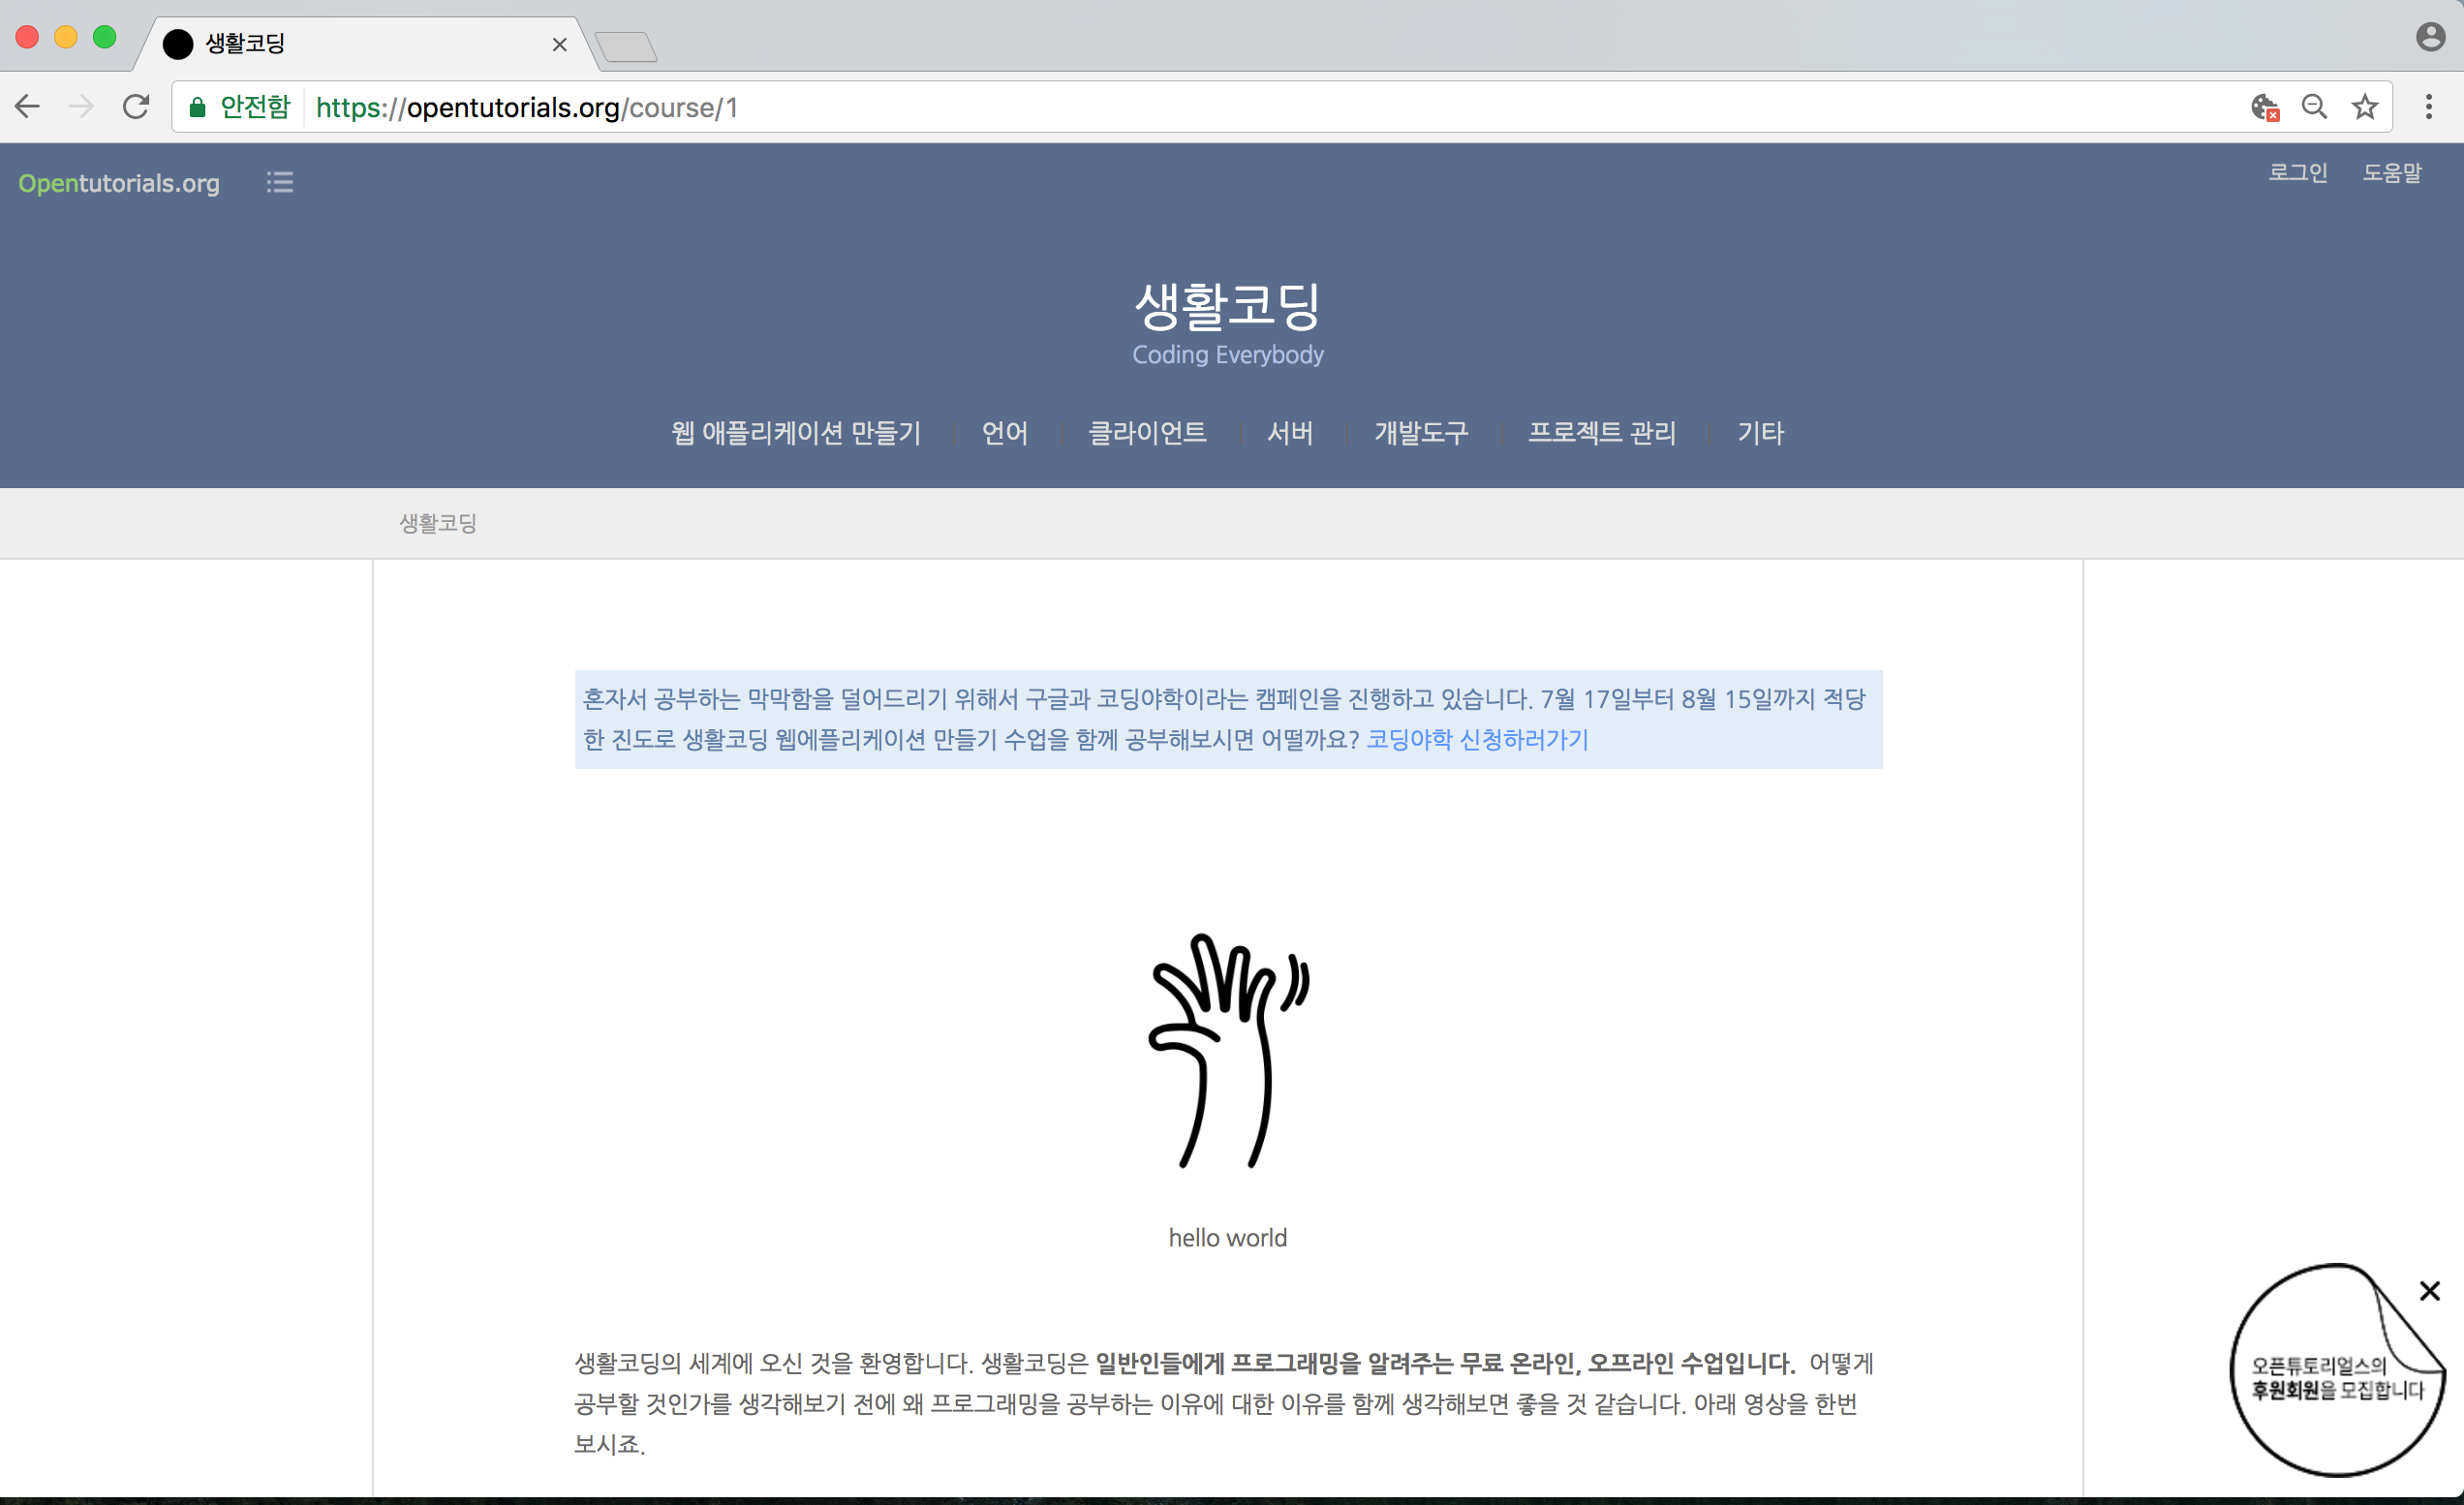 생활코딩
안전함 https://opentutorials.org/course/1
Opentutorials.org
로그인 도움말
생활코딩
Coding Everybody
웹 애플리케이션 만들기 | 언어 | 클라이언트 | 서버 | 개발도구 | 프로젝트 관리 | 기타
생활코딩
혼자서 공부하는 막막함을 덜어드리기 위해서 구글과 코딩야학이라는 캠페인을 진행하고 있습니다. 7월 17일부터 8월 15일까지 적당
한 진도로 생활코딩 웹에플리케이션 만들기 수업을 함께 공부해보시면 어떨까요? 코딩야학 신청하러가기
hello world
생활코딩의 세계에 오신 것을 환영합니다. 생활코딩은 일반인들에게 프로그래밍을 알려주는 무료 온라인, 오프라인 수업입니다. 어떻게
공부할 것인가를 생각해보기 전에 왜 프로그래밍을 공부하는 이유에 대한 이유를 함께 생각해보면 좋을 것 같습니다. 아래 영상을 한번
보시죠.
오픈튜토리얼스의
후원회원을 모집합니다